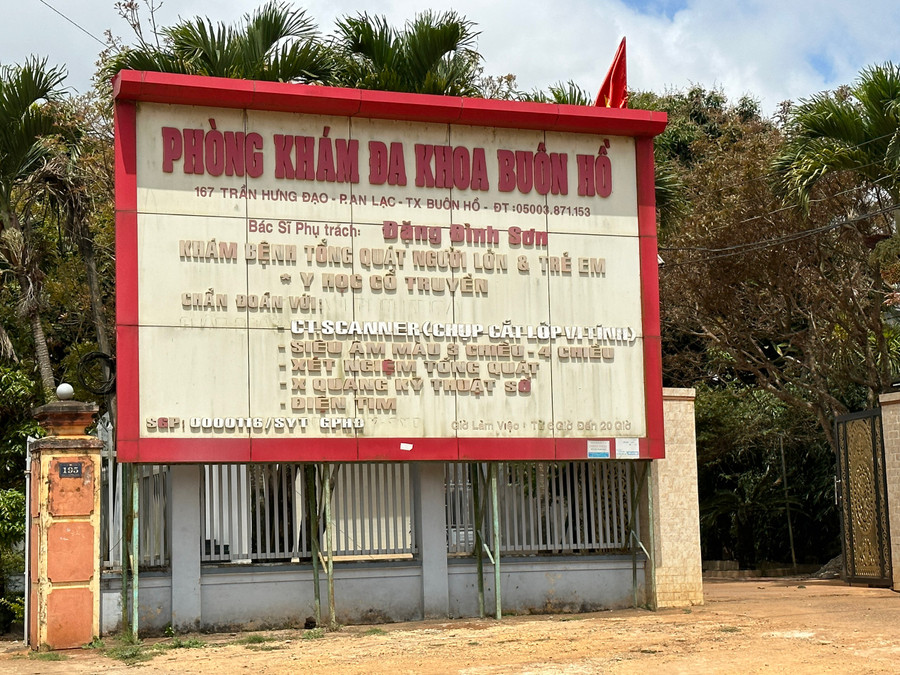 PHÒNG KHÁM ĐA KHOA BUÔN HỒ
167 TRẦN HƯNG ĐẠO - P.AN LẠC - TX BUÔN HỒ - ĐT :05003.871.153
Bác Sĩ Phụ trách: Đặng Đình Sơn
KHÁM BỆNH TỔNG QUÁT NGƯỜI LỚN & TRẺ EM
* Y HỌC CỔ TRUYỀN
CHẨN ĐOÁN VỚI:
CT SCANNER (CHỤP CẮT LỚP VI TÍNH)
- SIÊU ÂM MÀU 3 CHIỀU - 4 CHIỀU
- XÉT NGIỆM TỔNG QUÁT
- X QUANG KỸ THUẬT SỐ
- ĐIỆN TIM
SGP: 0000116/SYT GPHĐ
Giờ Làm Việc : Từ 6 Giờ Đến 20 Giờ
195